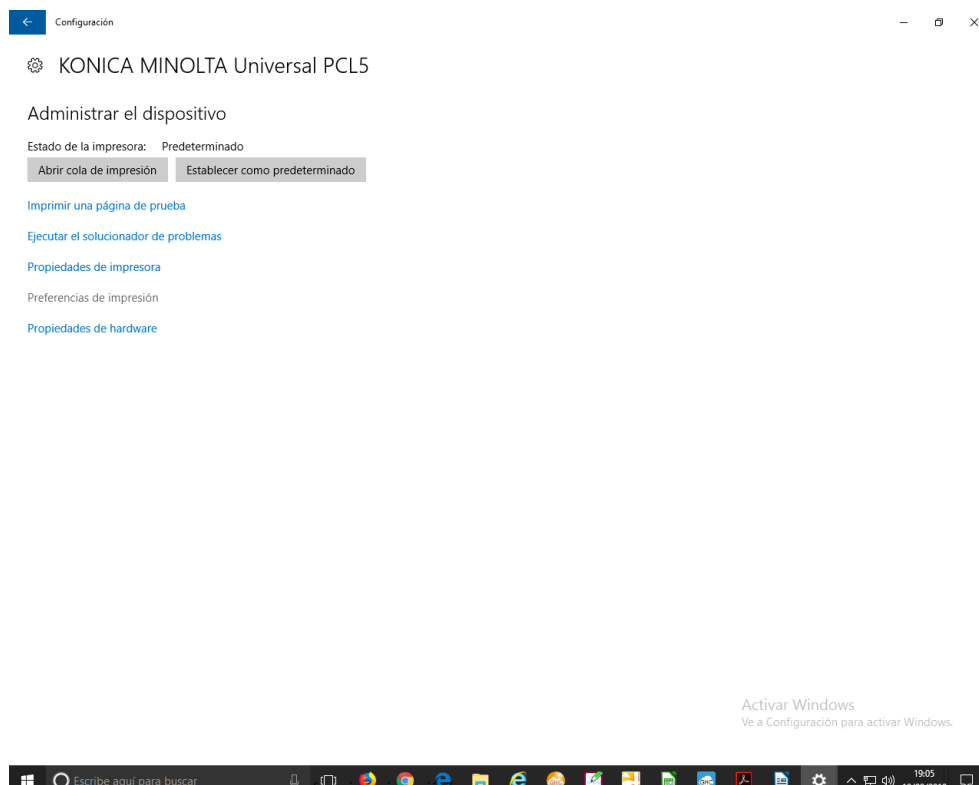 Configuración
KONICA MINOLTA Universal PCL5
Administrar el dispositivo
Estado de la impresora: Predeterminado
Abrir cola de impresión Establecer como predeterminado
Imprimir una página de prueba
Ejecutar el solucionador de problemas
Propiedades de impresora
Preferencias de impresión
Propiedades de hardware
Activar Windows
Ve a Configuración para activar Windows.
Escribe aquí para buscar
19:05